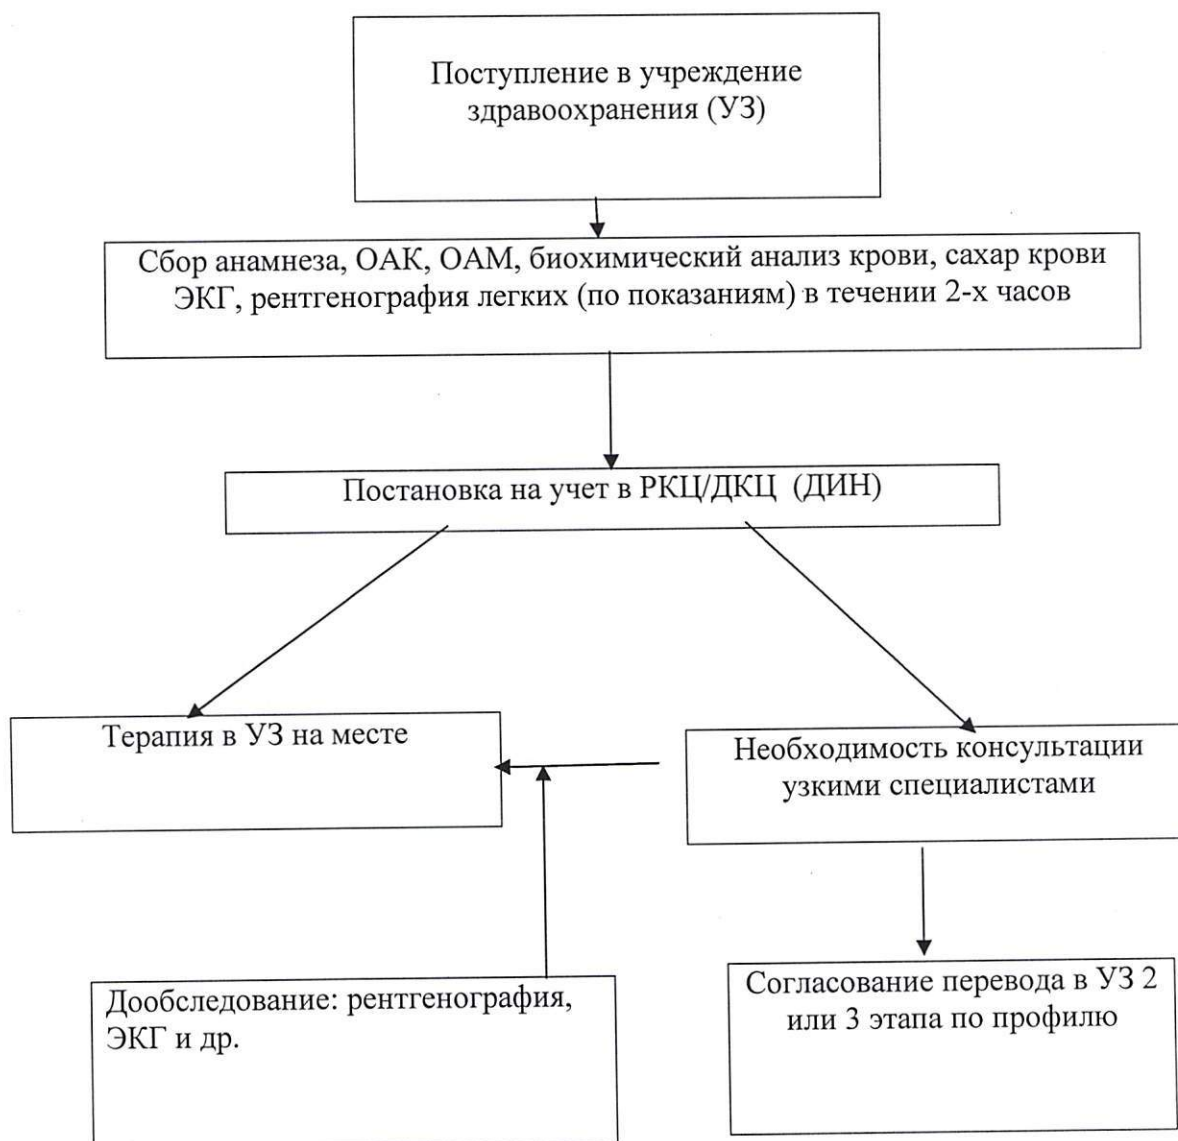 Поступление в учреждение
здравоохранения (УЗ)
Сбор анамнеза, ОАК, ОАМ, биохимический анализ крови, сахар крови
ЭКГ, рентгенография легких (по показаниям) в течении 2-х часов
Постановка на учет в РКЦ/ДКЦ (ДИН)
Терапия в УЗ на месте
Необходимость консультации
узкими специалистами
Дообследование: рентгенография,
ЭКГ и др.
Согласование перевода в УЗ 2
или 3 этапа по профилю